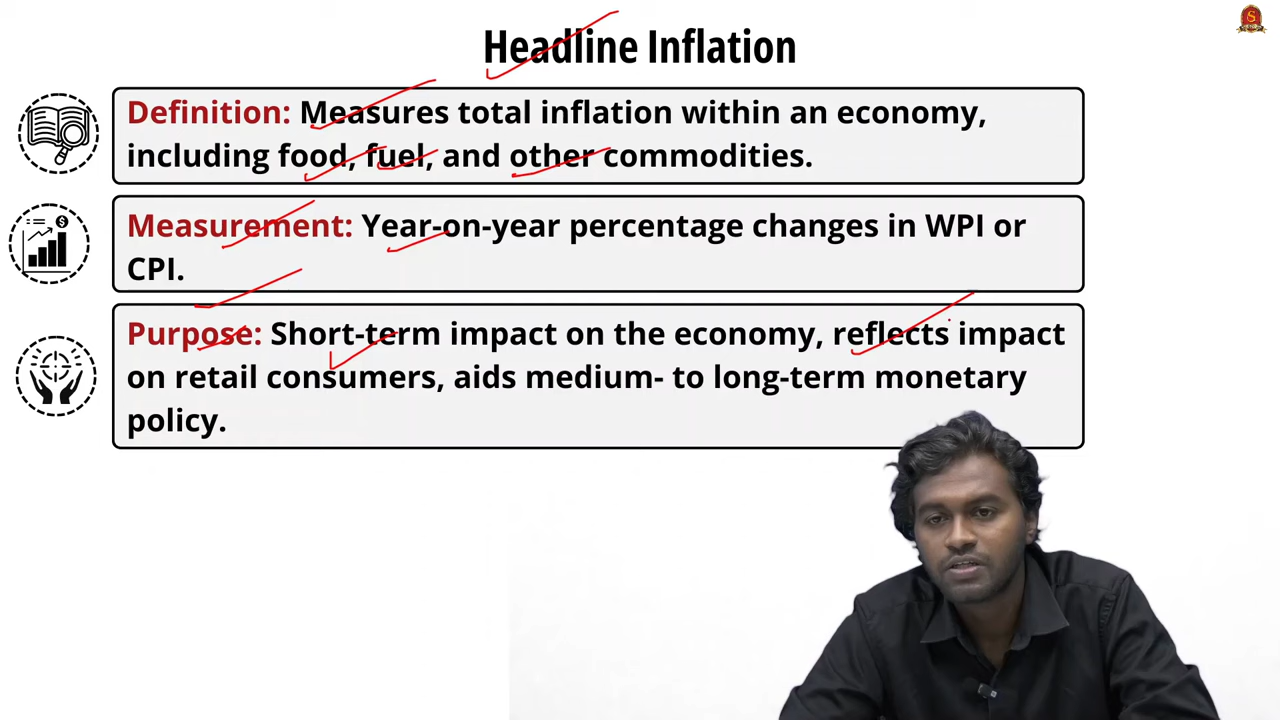 Headline Inflation
Definition: Measures total inflation within an economy,
including food, fuel, and other commodities.
Measurement: Year-on-year percentage changes in WPI or
CPI.
Purpose: Short-term impact on the economy, reflects impact
on retail consumers, aids medium- to long-term monetary
policy.